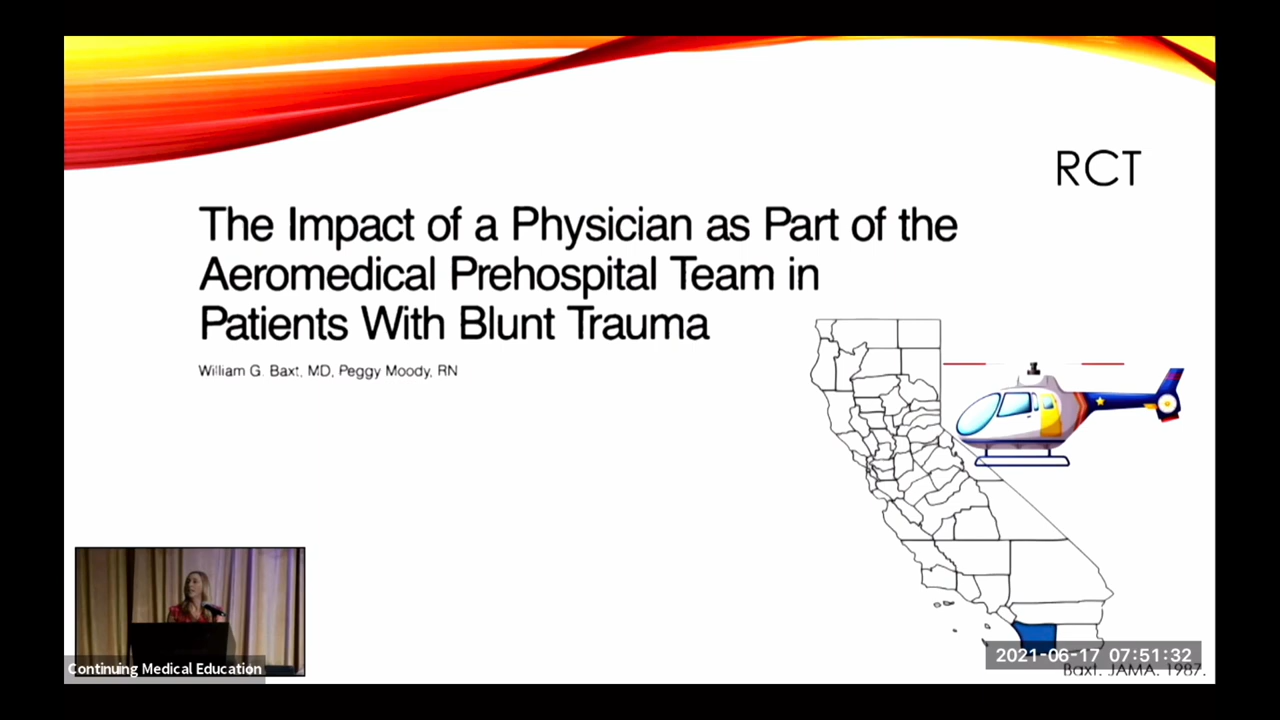 RCT
The Impact of a Physician as Part of the
Aeromedical Prehospital Team in
Patients With Blunt Trauma
William G. Baxt, MD, Peggy Moody, RN
Continuing Medical Education
2021-06-17 07:51:32
Baxt. JAMA. 1987.